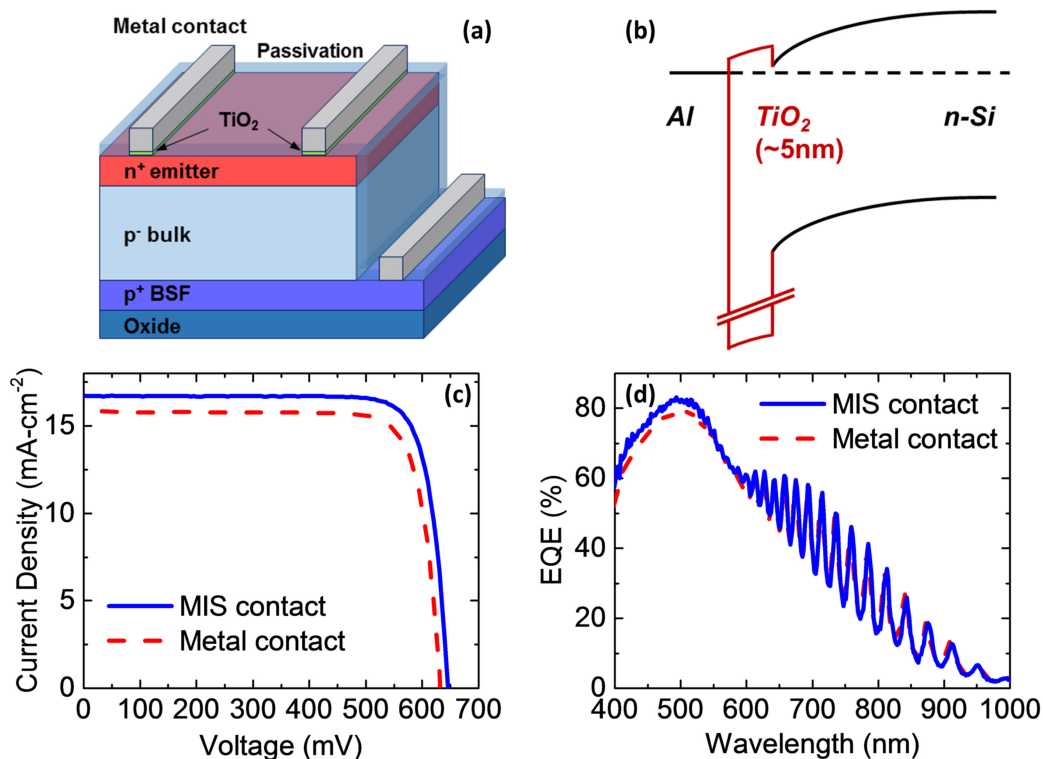 (a)
Metal contact
Passivation
TiO₂
n⁺ emitter
p⁻ bulk
p⁺ BSF
Oxide
(b)
Al
TiO₂
(~5nm)
n-Si
(c)
Current Density (mA-cm⁻²)
15
10
5
0
MIS contact
Metal contact
0 100 200 300 400 500 600 700
Voltage (mV)
(d)
EQE (%)
80
60
40
20
0
MIS contact
Metal contact
400 500 600 700 800 900 1000
Wavelength (nm)